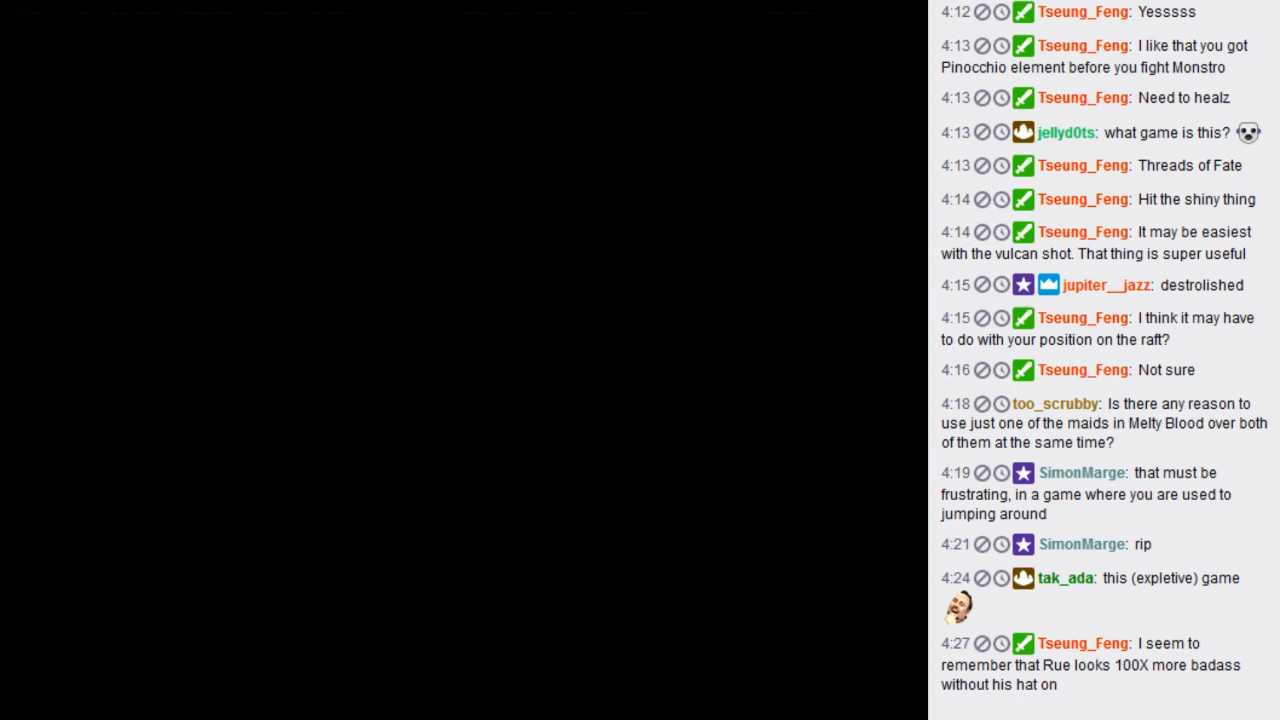 4:12 Tseung_Feng: Yesssss
4:13 Tseung_Feng: I like that you got
Pinocchio element before you fight Monstro
4:13 Tseung_Feng: Need to healz
4:13 jellyd0ts: what game is this?
4:13 Tseung_Feng: Threads of Fate
4:14 Tseung_Feng: Hit the shiny thing
4:14 Tseung_Feng: It may be easiest
with the vulcan shot. That thing is super useful
4:15 jupiter__jazz: destrolished
4:15 Tseung_Feng: I think it may have
to do with your position on the raft?
4:16 Tseung_Feng: Not sure
4:18 too_scrubby: Is there any reason to
use just one of the maids in Melty Blood over both
of them at the same time?
4:19 SimonMarge: that must be
frustrating, in a game where you are used to
jumping around
4:21 SimonMarge: rip
4:24 tak_ada: this (expletive) game
4:27 Tseung_Feng: I seem to
remember that Rue looks 100X more badass
without his hat on